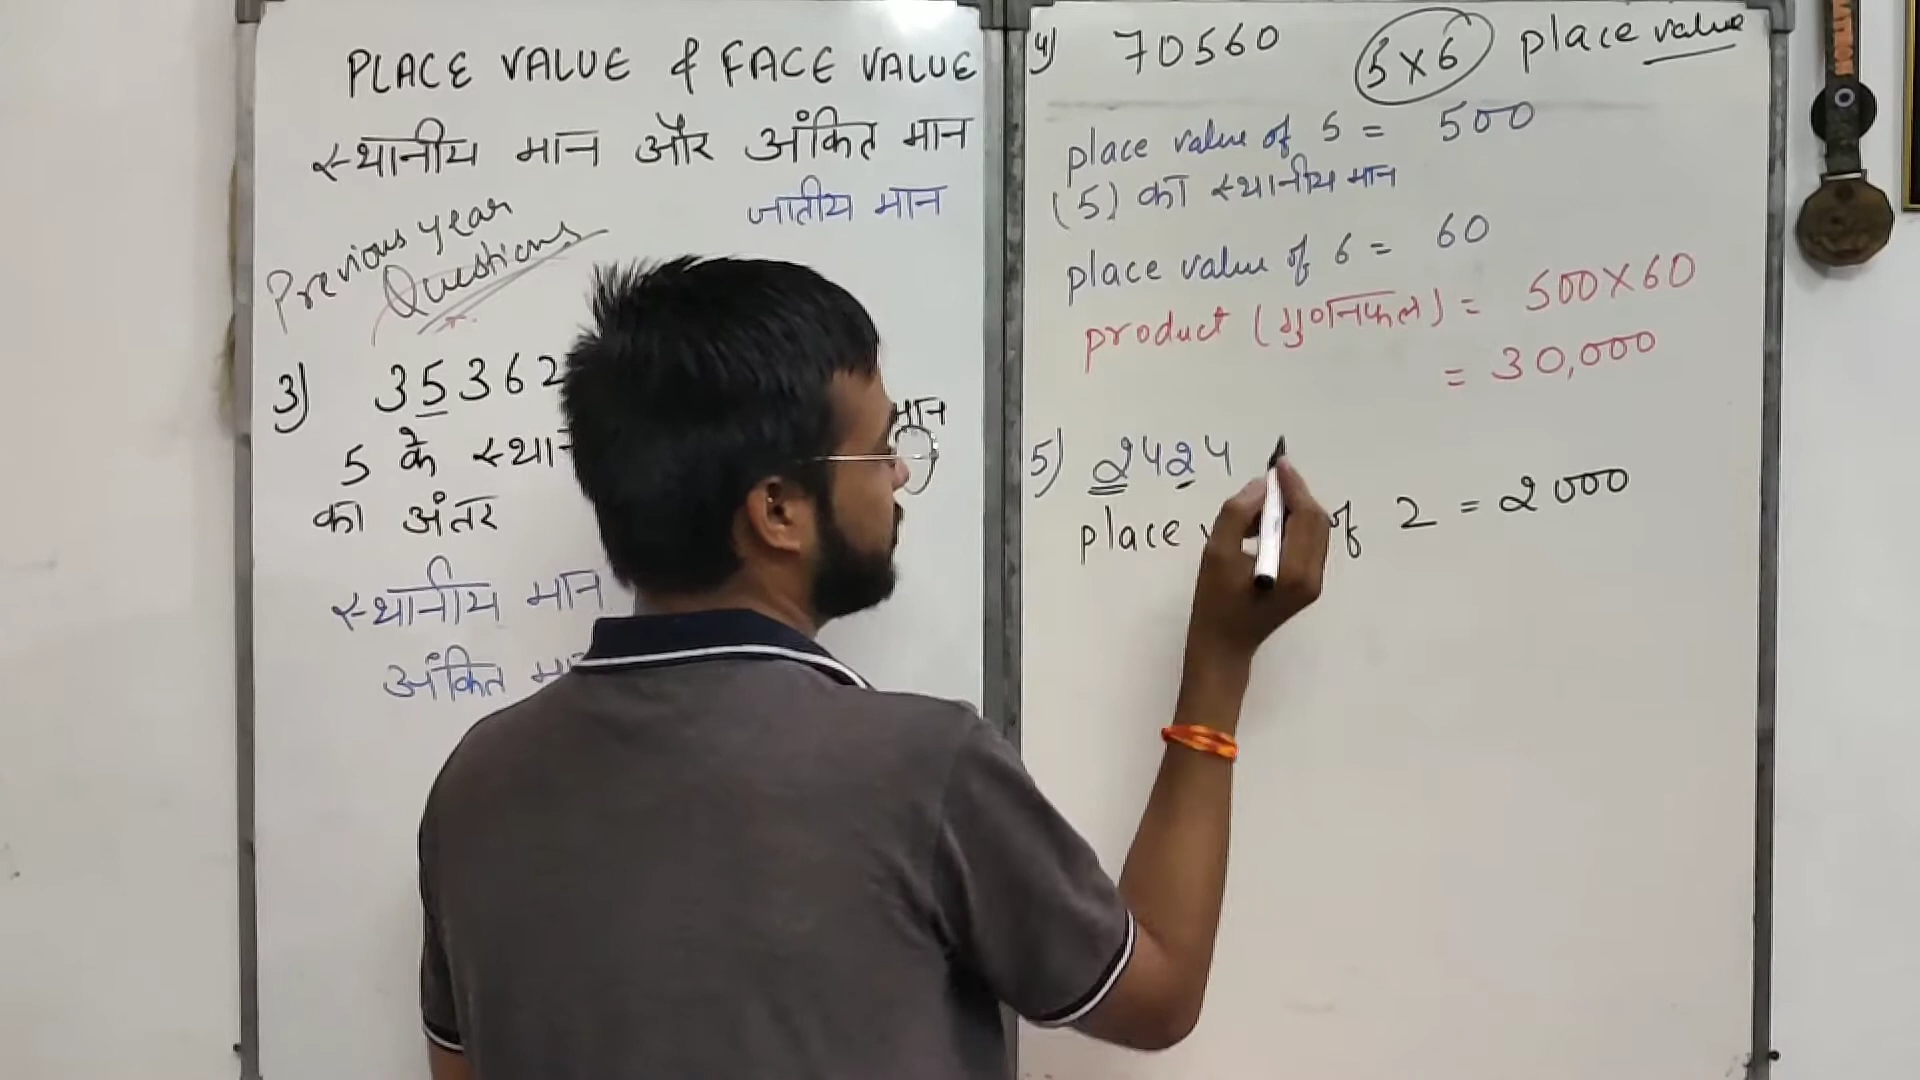 PLACE VALUE & FACE VALUE
स्थानीय मान और अंकित मान
जातीय मान
Previous year
Questions
3) 35362
5 के मान
का अंतर
स्थानीय मान
अंकित
4) 70560 5×6 place value
place value of 5 = 500
(5) का स्थानीय मान
place value of 6 = 60
product (गुणनफल) = 500×60
= 30,000
5) 2424
place of 2 = 2000